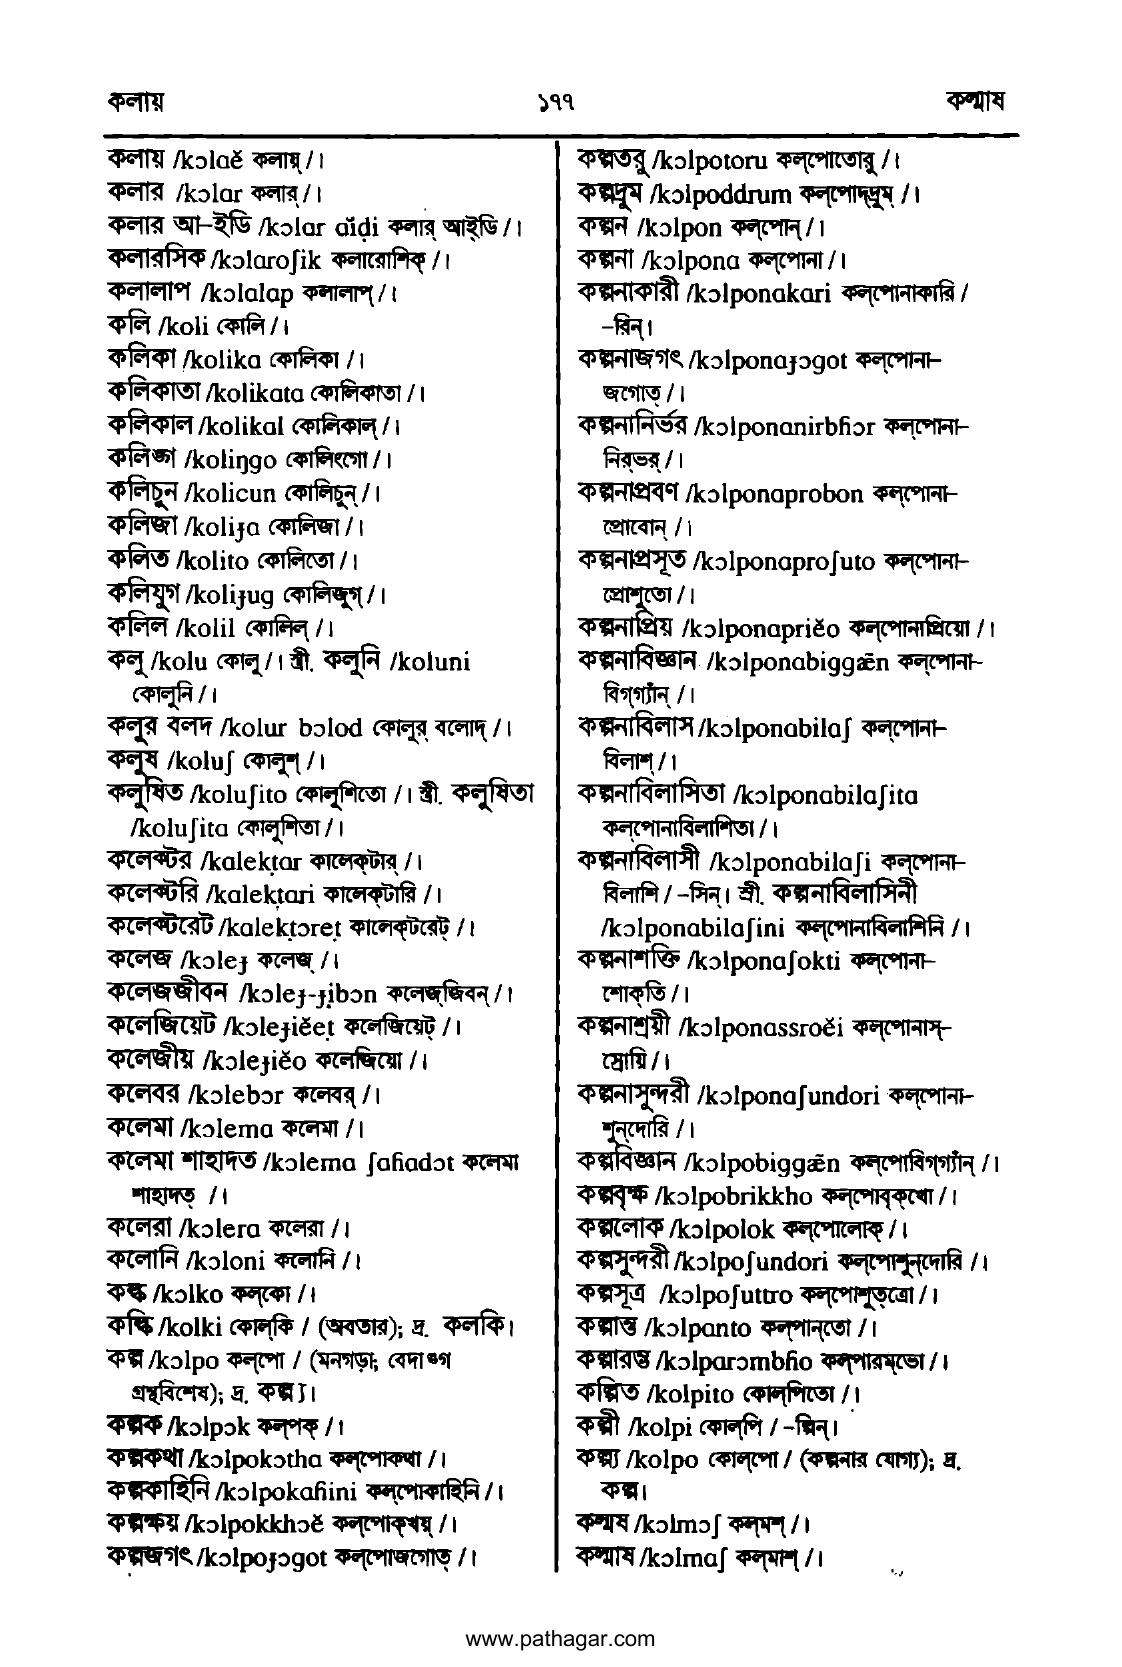 কলায় ১৭৭ কল্মাষ
কলায় /kɔlaĕ কলায়্ /।
কলার /kɔlar কলার্ /।
কলার আ-ইডি /kɔlar aĭḍi কলার্ আই্‌ডি /।
কলারসিক /kɔlaroʃik কলারোশিক্ /।
কলালাপ /kɔlalap কলালাপ্ /।
কলি /koli কোলি /।
কলিকা /kolika কোলিকা /।
কলিকাতা /kolikata কোলিকাতা /।
কলিকাল /kolikal কোলিকাল্ /।
কলিঙ্গ /koliŋgo কোলিংগো /।
কলিচুন /kolicun কোলিচুন্ /।
কলিজা /koliɟa কোলিজা /।
কলিত /kolito কোলিতো /।
কলিযুগ /koliɟug কোলিজুগ্ /।
কলিল /kolil কোলিল্ /।
কলু /kolu কোলু /। স্ত্রী. কলুনি /koluni
কোলুনি /।
কলুর বলদ /kolur bɔlod কোলুর্ বলোদ্ /।
কলুষ /koluʃ কোলুশ্ /।
কলুষিত /koluʃito কোলুশিতো /। স্ত্রী. কলুষিতা
/koluʃita কোলুশিতা /।
কলেক্টর /kalekṭar কালেক্‌টার্ /।
কলেক্টরি /kalekṭari কালেক্‌টারি /।
কলেক্টরেট /kalekṭɔreṭ কালেক্‌টরেট্ /।
কলেজ /kɔleɟ কলেজ্ /।
কলেজজীবন /kɔleɟ-ɟibɔn কলেজ্‌জিবন্ /।
কলেজিয়েট /kɔleɟiĕeṭ কলেজিয়েট্ /।
কলেজীয় /kɔleɟiĕo কলেজিয়ো /।
কলেবর /kɔlebɔr কলেবর্ /।
কলেমা /kɔlema কলেমা /।
কলেমা শাহাদত /kɔlema ʃaɦadɔt কলেমা
শাহাদত্ /।
কলেরা /kɔlera কলেরা /।
কলোনি /kɔloni কলোনি /।
কল্ক /kɔlko কল্‌কো /।
কল্কি /kolki কোল্‌কি / (অবতার); দ্র. কলকি।
কল্প /kɔlpo কল্‌পো / (মনগড়া; বেদাঙ্গ
গ্রন্থবিশেষ); দ্র. কল্প্য।
কল্পক /kɔlpɔk কল্‌পক্ /।
কল্পকথা /kɔlpokɔtha কল্‌পোকথা /।
কল্পকাহিনি /kɔlpokaɦini কল্‌পোকাহিনি /।
কল্পক্ষয় /kɔlpokkhɔĕ কল্‌পোক্‌খয়্ /।
কল্পজগৎ /kɔlpoɟɔgot কল্‌পোজগোত্ /।
কল্পতরু /kɔlpotoru কল্‌পোতোরু /।
কল্পদ্রুম /kɔlpoddrum কল্‌পোদ্‌দ্রুম্ /।
কল্পন /kɔlpon কল্‌পোন্ /।
কল্পনা /kɔlpona কল্‌পোনা /।
কল্পনাকারী /kɔlponakari কল্‌পোনাকারি /
-রিন্।
কল্পনাজগৎ /kɔlponaɟɔgot কল্‌পোনা-
জগোত্ /।
কল্পনানির্ভর /kɔlponanirbɦɔr কল্‌পোনা-
নির্‌ভর্ /।
কল্পনাপ্রবণ /kɔlponaprobon কল্‌পোনা-
প্রোবোন্ /।
কল্পনাপ্রসূত /kɔlponaproʃuto কল্‌পোনা-
প্রোশুতো /।
কল্পনাপ্রিয় /kɔlponapriĕo কল্‌পোনাপ্রিয়ো /।
কল্পনাবিজ্ঞান /kɔlponabiggæ̃n কল্‌পোনা-
বিগ্‌গ্যাঁন্ /।
কল্পনাবিলাস /kɔlponabilaʃ কল্‌পোনা-
বিলাশ্ /।
কল্পনাবিলাসিতা /kɔlponabilaʃita
কল্‌পোনাবিলাশিতা /।
কল্পনাবিলাসী /kɔlponabilaʃi কল্‌পোনা-
বিলাশি / -সিন্। স্ত্রী. কল্পনাবিলাসিনী
/kɔlponabilaʃini কল্‌পোনাবিলাশিনি /।
কল্পনাশক্তি /kɔlponaʃokti কল্‌পোনা-
শোক্‌তি /।
কল্পনাশ্রয়ী /kɔlponassroĕi কল্‌পোনাস্-
স্রোয়ি /।
কল্পনাসুন্দরী /kɔlponaʃundori কল্‌পোনা-
শুন্‌দোরি /।
কল্পবিজ্ঞান /kɔlpobiggæ̃n কল্‌পোবিগ্‌গ্যাঁন্ /।
কল্পবৃক্ষ /kɔlpobrikkho কল্‌পোবৃক্‌খো /।
কল্পলোক /kɔlpolok কল্‌পোলোক্ /।
কল্পসুন্দরী /kɔlpoʃundori কল্‌পোশুন্‌দোরি /।
কল্পসূত্র /kɔlpoʃuttro কল্‌পোশুত্‌ত্রো /।
কল্পান্ত /kɔlpanto কল্‌পান্‌তো /।
কল্পারম্ভ /kɔlparɔmbɦo কল্‌পারম্‌ভো /।
কল্পিত /kolpito কোল্‌পিতো /।
কল্পী /kolpi কোল্‌পি / -ল্পিন্।
কল্প্য /kolpo কোল্‌পো / (কল্পনার যোগ্য); দ্র.
কল্প।
কল্মষ /kɔlmɔʃ কল্‌মশ্ /।
কল্মাষ /kɔlmaʃ কল্‌মাশ্ /।
www.pathagar.com